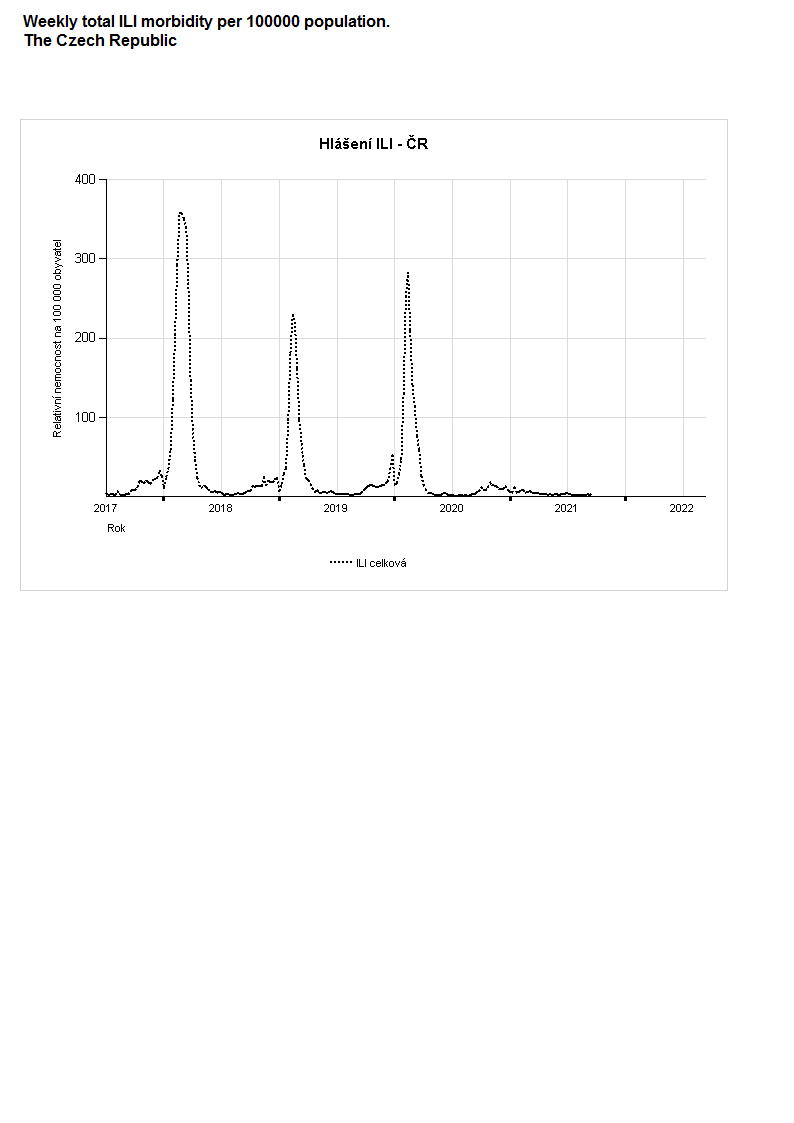 Weekly total ILI morbidity per 100000 population.
The Czech Republic
Hlášení ILI - ČR
Relativní nemocnost na 100 000 obyvatel
400
300
200
100
2017 2018 2019 2020 2021 2022
Rok
ILI celková